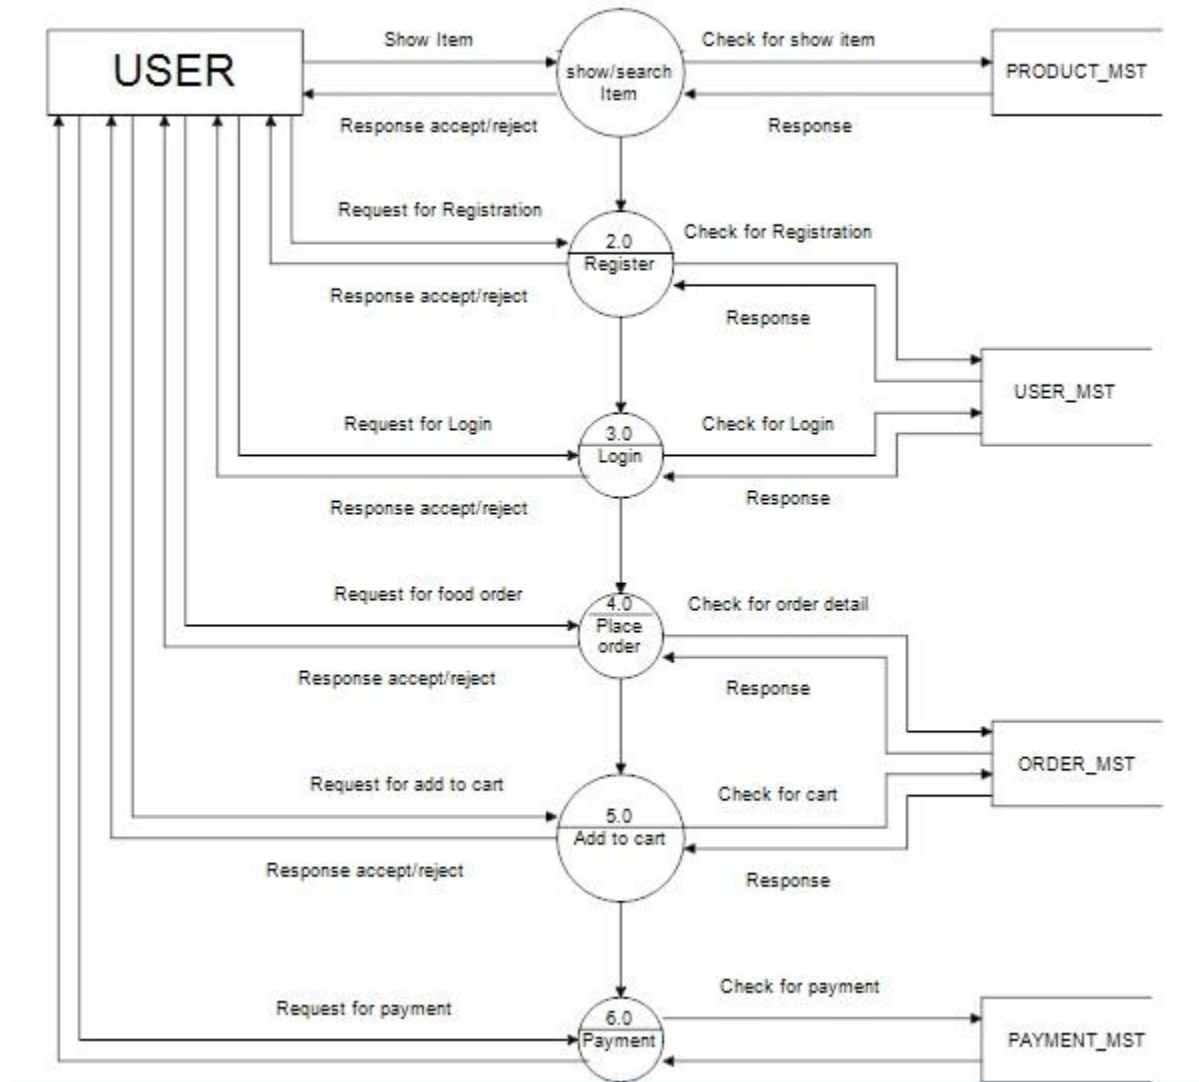 USER
Show Item
show/search
Item
Check for show item
PRODUCT_MST
Response accept/reject
Response
Request for Registration
2.0
Register
Check for Registration
Response accept/reject
Response
USER_MST
Request for Login
3.0
Login
Check for Login
Response accept/reject
Response
Request for food order
4.0
Place
order
Check for order detail
Response accept/reject
Response
ORDER_MST
Request for add to cart
5.0
Add to cart
Check for cart
Response accept/reject
Response
Request for payment
6.0
Payment
Check for payment
PAYMENT_MST